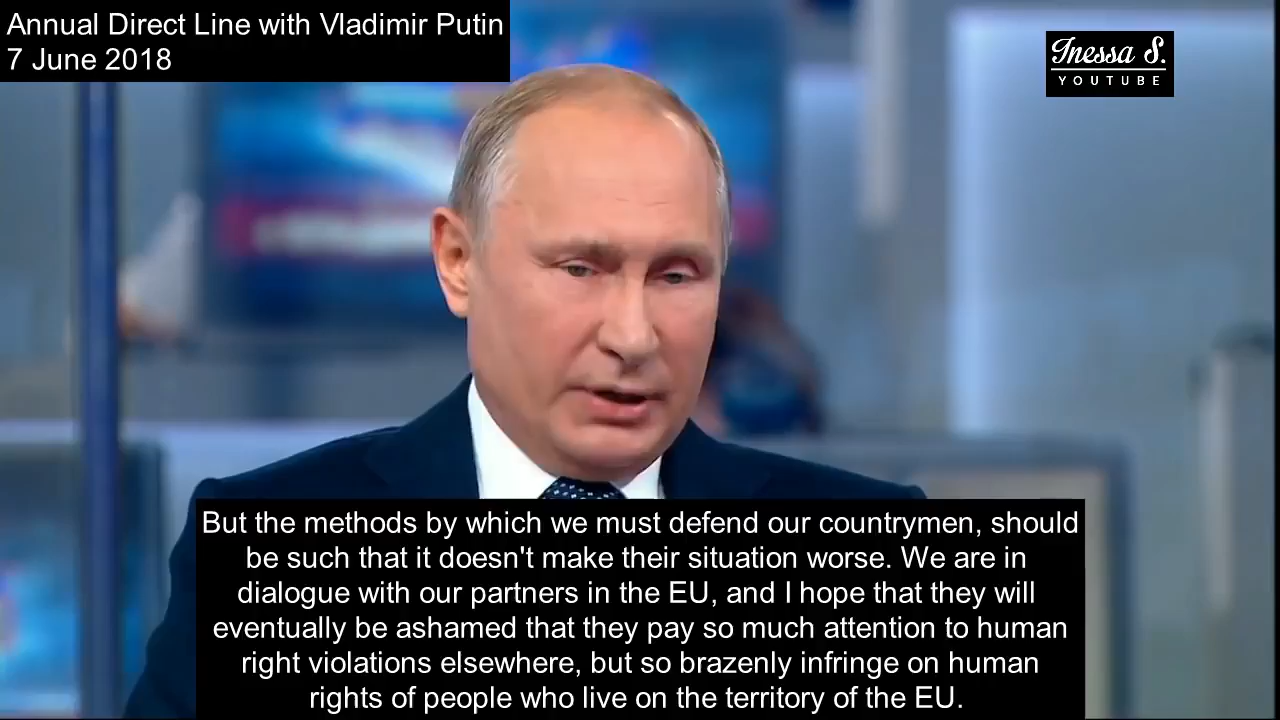 Annual Direct Line with Vladimir Putin
7 June 2018
Inessa S.
YOUTUBE
But the methods by which we must defend our countrymen, should
be such that it doesn't make their situation worse. We are in
dialogue with our partners in the EU, and I hope that they will
eventually be ashamed that they pay so much attention to human
right violations elsewhere, but so brazenly infringe on human
rights of people who live on the territory of the EU.